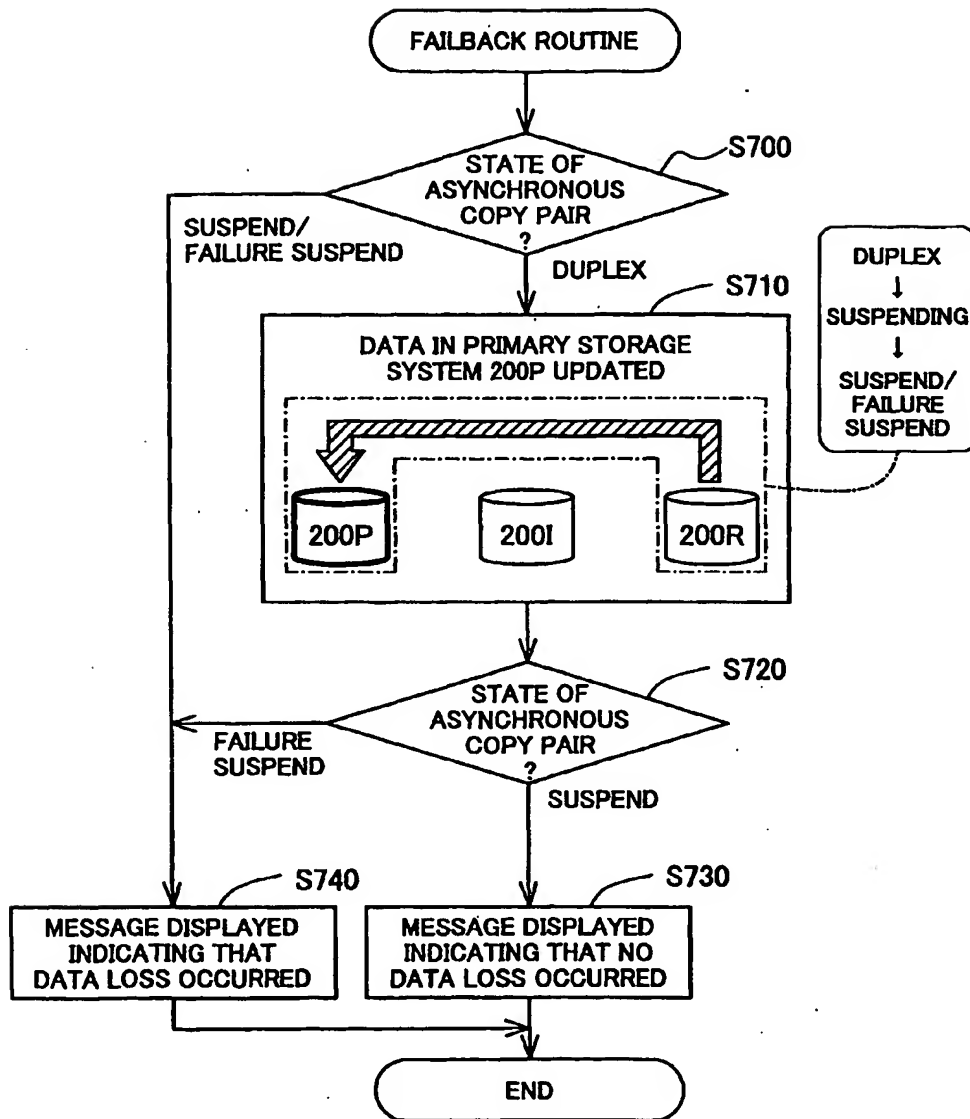 FAILBACK ROUTINE
S700
STATE OF
ASYNCHRONOUS
COPY PAIR
?
SUSPEND/
FAILURE SUSPEND
DUPLEX
S710
DATA IN PRIMARY STORAGE
SYSTEM 200P UPDATED
200P
200I
200R
DUPLEX
↓
SUSPENDING
↓
SUSPEND/
FAILURE
SUSPEND
S720
STATE OF
ASYNCHRONOUS
COPY PAIR
?
FAILURE
SUSPEND
SUSPEND
S740
MESSAGE DISPLAYED
INDICATING THAT
DATA LOSS OCCURRED
S730
MESSAGE DISPLAYED
INDICATING THAT NO
DATA LOSS OCCURRED
END